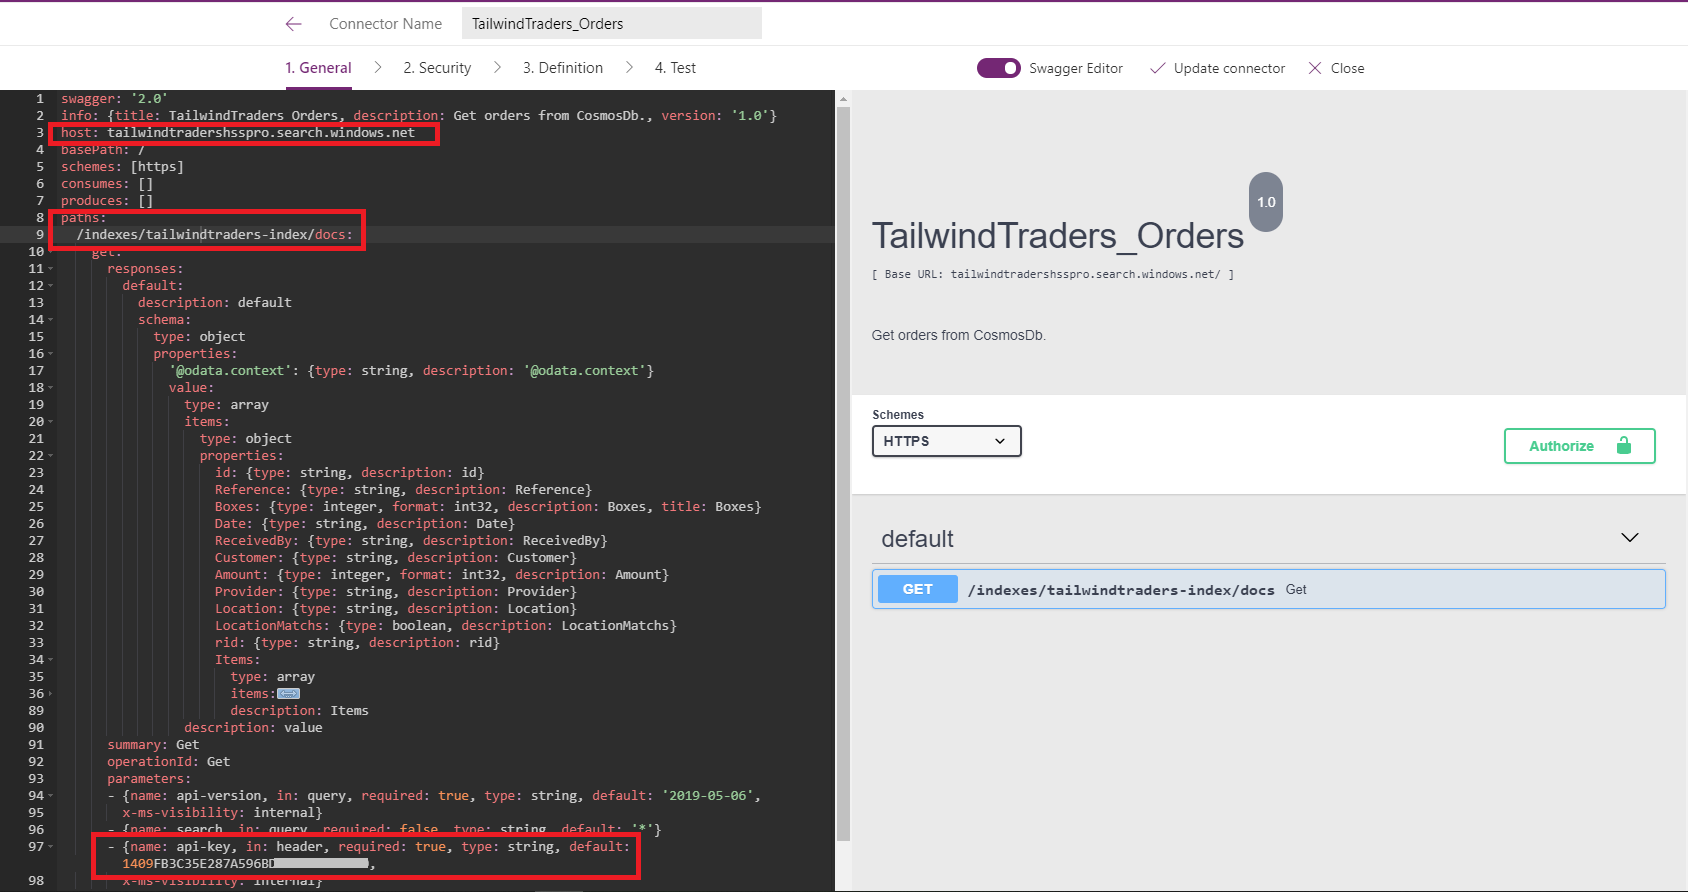 Connector Name
TailwindTraders_Orders
1. General
2. Security
3. Definition
4. Test
Swagger Editor
Update connector
Close
1 swagger: '2.0'
2 info: {title: TailwindTraders_Orders, description: Get orders from CosmosDb., version: '1.0'}
3 host: tailwindtradershsspro.search.windows.net
4 basePath: /
5 schemes: [https]
6 consumes: []
7 produces: []
8 paths:
9 /indexes/tailwindtraders-index/docs:
10 get:
11 responses:
12 default:
13 description: default
14 schema:
15 type: object
16 properties:
17 '@odata.context': {type: string, description: '@odata.context'}
18 value:
19 type: array
20 items:
21 type: object
22 properties:
23 id: {type: string, description: id}
24 Reference: {type: string, description: Reference}
25 Boxes: {type: integer, format: int32, description: Boxes, title: Boxes}
26 Date: {type: string, description: Date}
27 ReceivedBy: {type: string, description: ReceivedBy}
28 Customer: {type: string, description: Customer}
29 Amount: {type: integer, format: int32, description: Amount}
30 Provider: {type: string, description: Provider}
31 Location: {type: string, description: Location}
32 LocationMatchs: {type: boolean, description: LocationMatchs}
33 rid: {type: string, description: rid}
34 Items:
35 type: array
36 items:
89 description: Items
90 description: value
91 summary: Get
92 operationId: Get
93 parameters:
94 - {name: api-version, in: query, required: true, type: string, default: '2019-05-06',
95 x-ms-visibility: internal}
96 - {name: search, in: query, required: false, type: string, default: '*'}
97 - {name: api-key, in: header, required: true, type: string, default:
1409FB3C35E287A596BD
98 x-ms-visibility: internal}
1.0
TailwindTraders_Orders
[ Base URL: tailwindtradershsspro.search.windows.net/ ]
Get orders from CosmosDb.
Schemes
HTTPS
Authorize
default
GET /indexes/tailwindtraders-index/docs Get